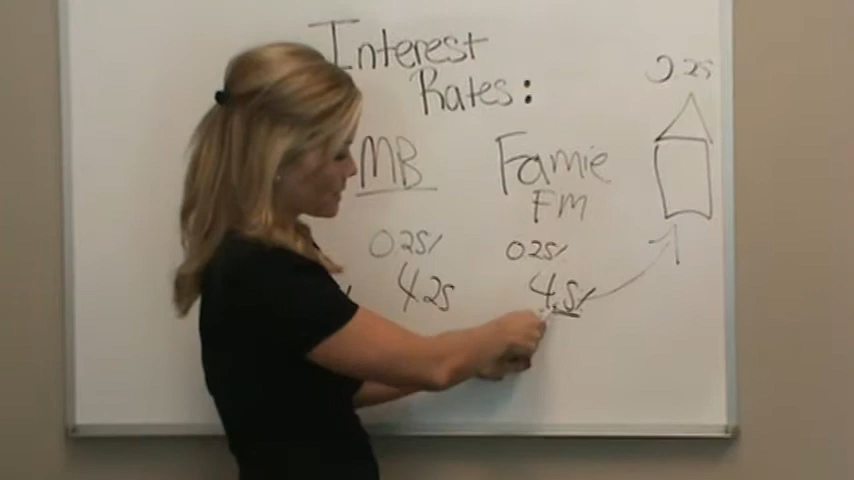 Interest
Rates:
0.25
MB
Famie
FM
0.25%
0.25%
4.25
4.5%